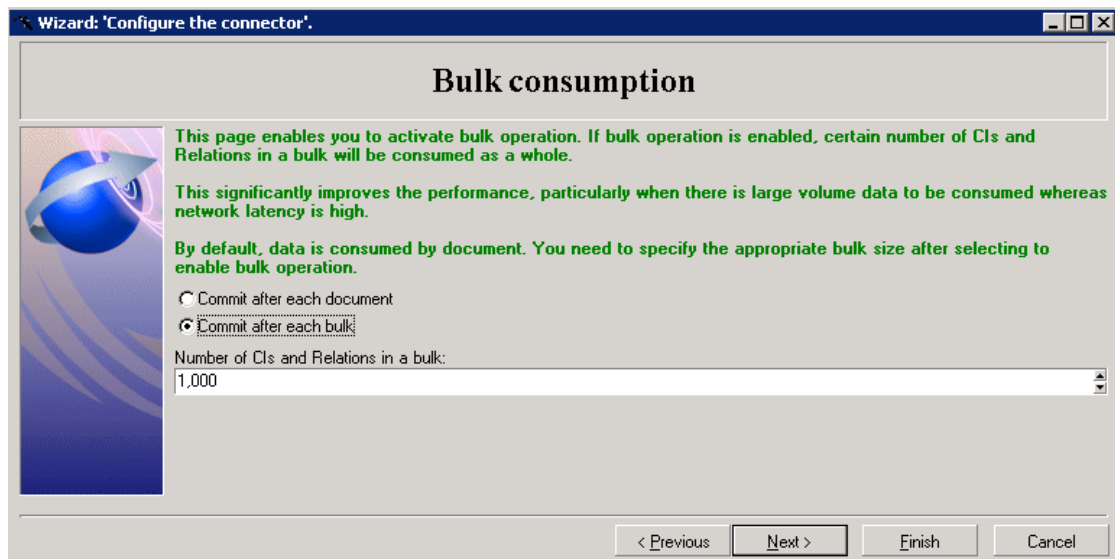 Wizard: 'Configure the connector'.
Bulk consumption
This page enables you to activate bulk operation. If bulk operation is enabled, certain number of CIs and
Relations in a bulk will be consumed as a whole.
This significantly improves the performance, particularly when there is large volume data to be consumed whereas
network latency is high.
By default, data is consumed by document. You need to specify the appropriate bulk size after selecting to
enable bulk operation.
Commit after each document
Commit after each bulk
Number of CIs and Relations in a bulk:
1,000
< Previous Next > Finish Cancel